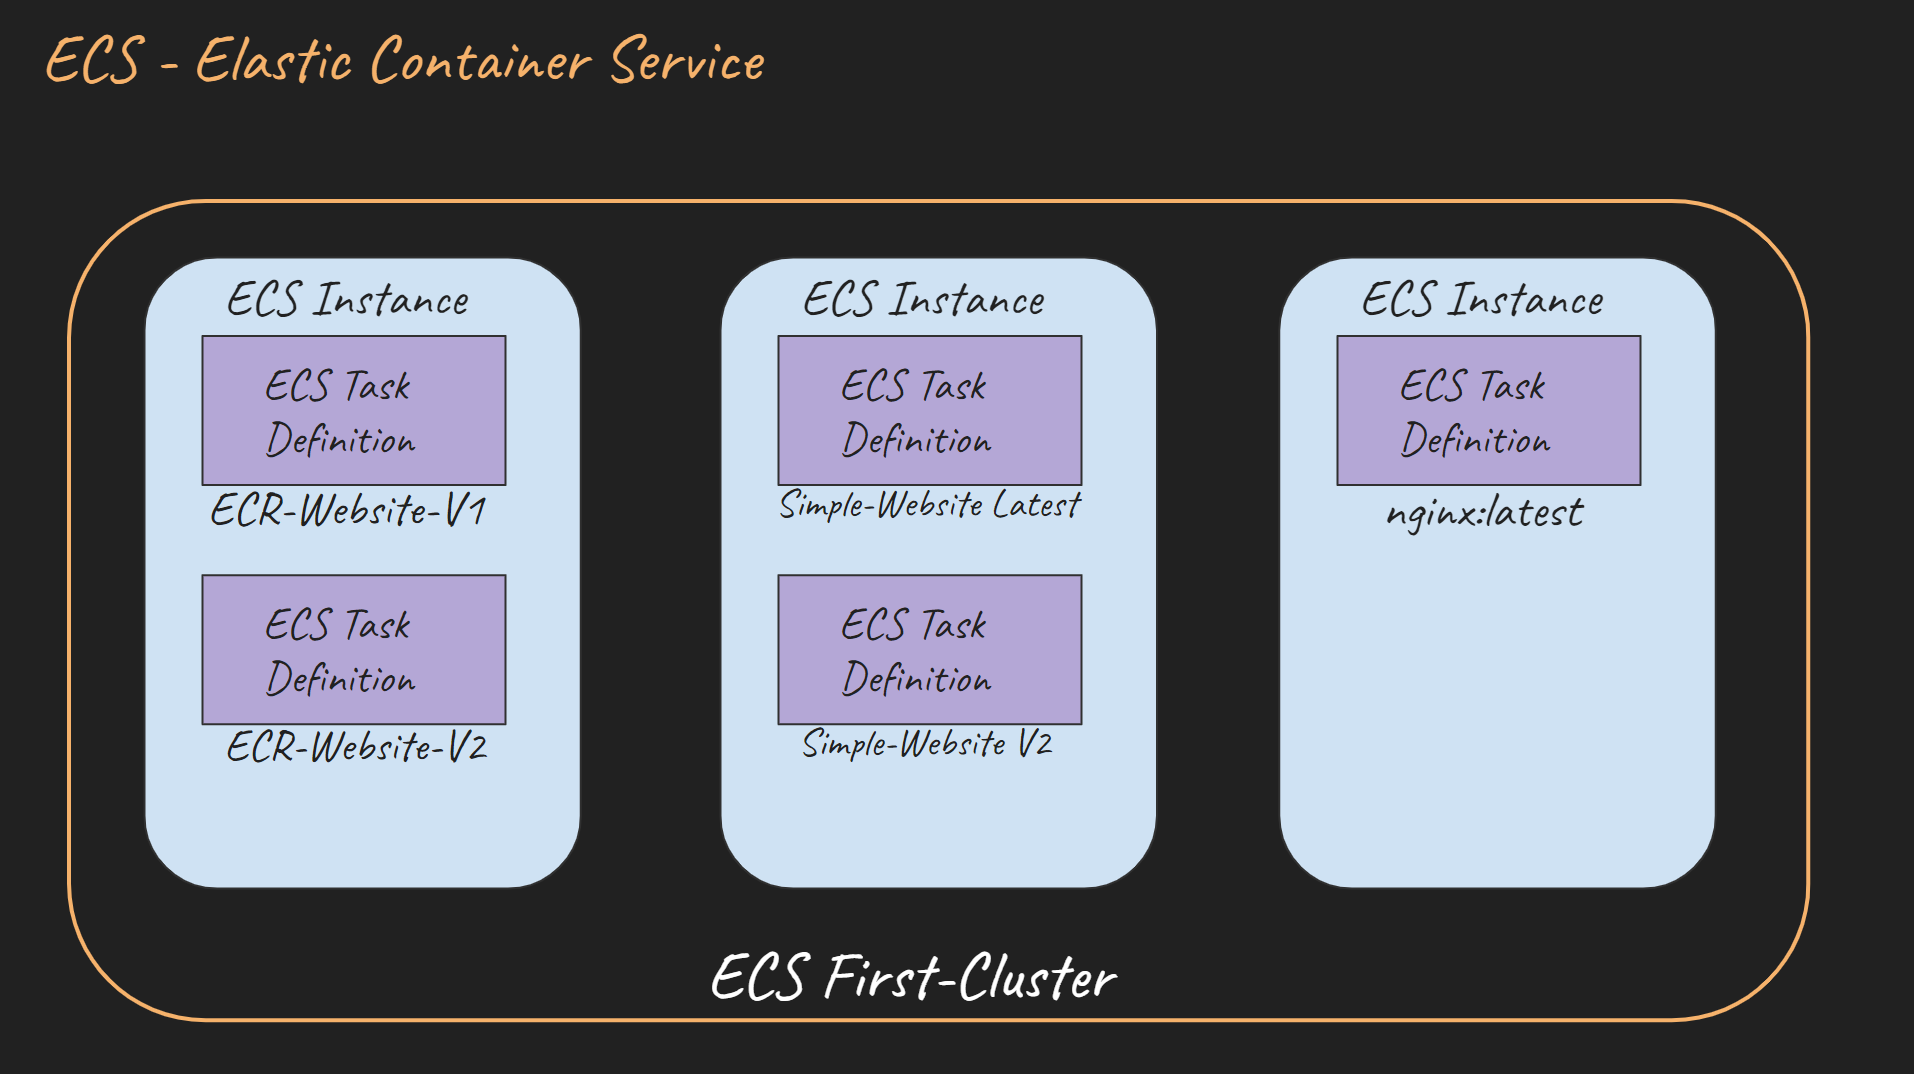 ECS - Elastic Container Service
ECS Instance
ECS Task
Definition
ECR-Website-V1
ECS Task
Definition
ECR-Website-V2
ECS Instance
ECS Task
Definition
Simple-Website Latest
ECS Task
Definition
Simple-Website V2
ECS Instance
ECS Task
Definition
nginx:latest
ECS First-Cluster